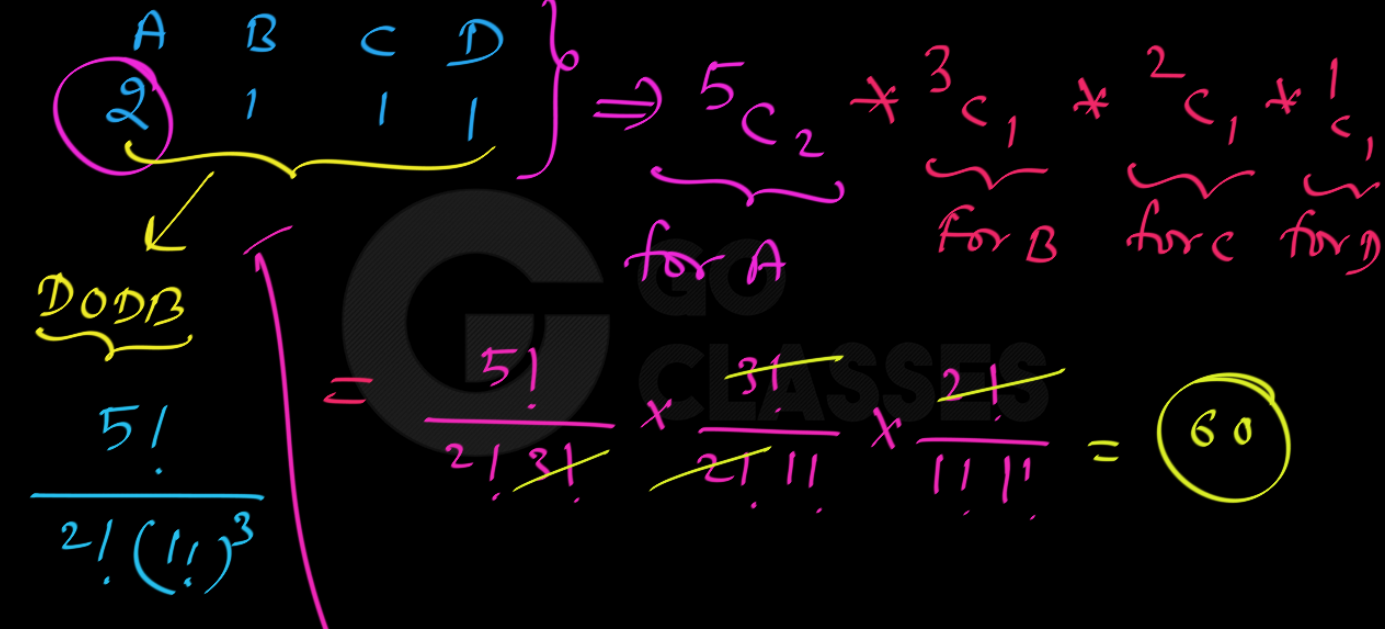 A B C D
2 1 1 1 } ⇒ ⁵C₂ * ³C₁ * ²C₁ * ¹C₁
for A for B for C for D
DODB
5! / 2!(1!)³
= 5! / 2! 3! × 3! / 2! 1! × 2! / 1! 1! = 60
GO
CLASSES